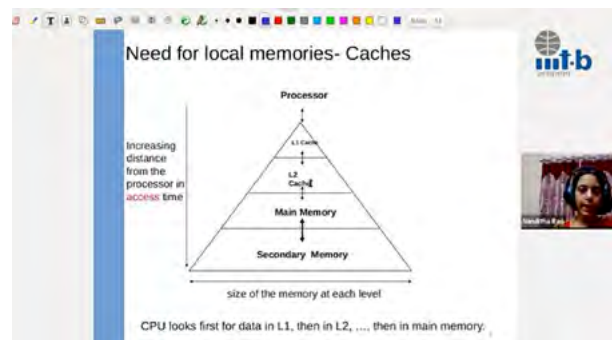 Need for local memories- Caches
Processor
L1 Cache
L2
Cache
Main Memory
Secondary Memory
Increasing
distance
from the
processor in
access time
size of the memory at each level
CPU looks first for data in L1, then in L2, ..., then in main memory.